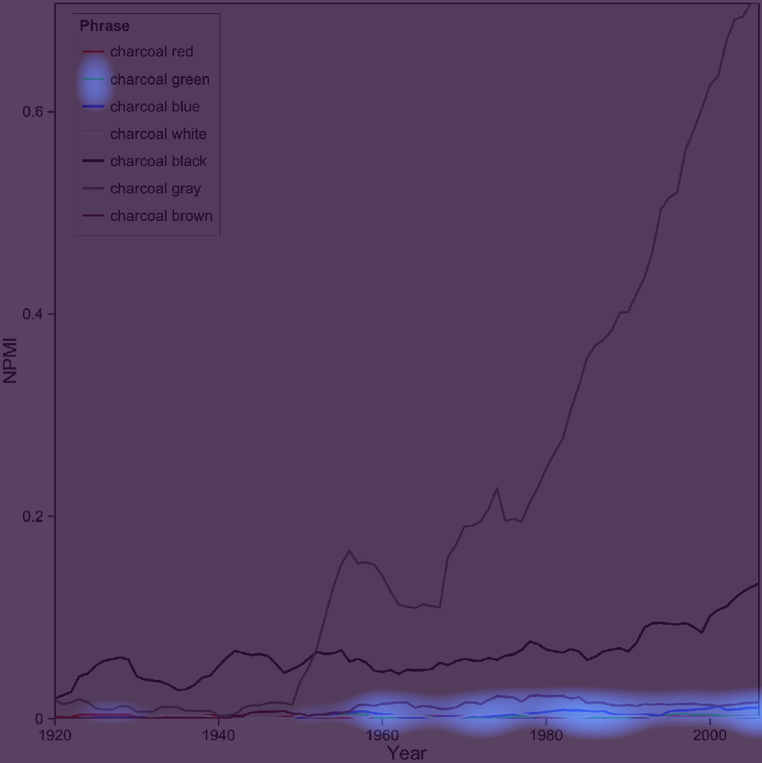 Phrase
charcoal red
charcoal green
charcoal blue
charcoal white
charcoal black
charcoal gray
charcoal brown
0.6
0.4
NPMI
0.2
0
1920 1940 1960 1980 2000
Year